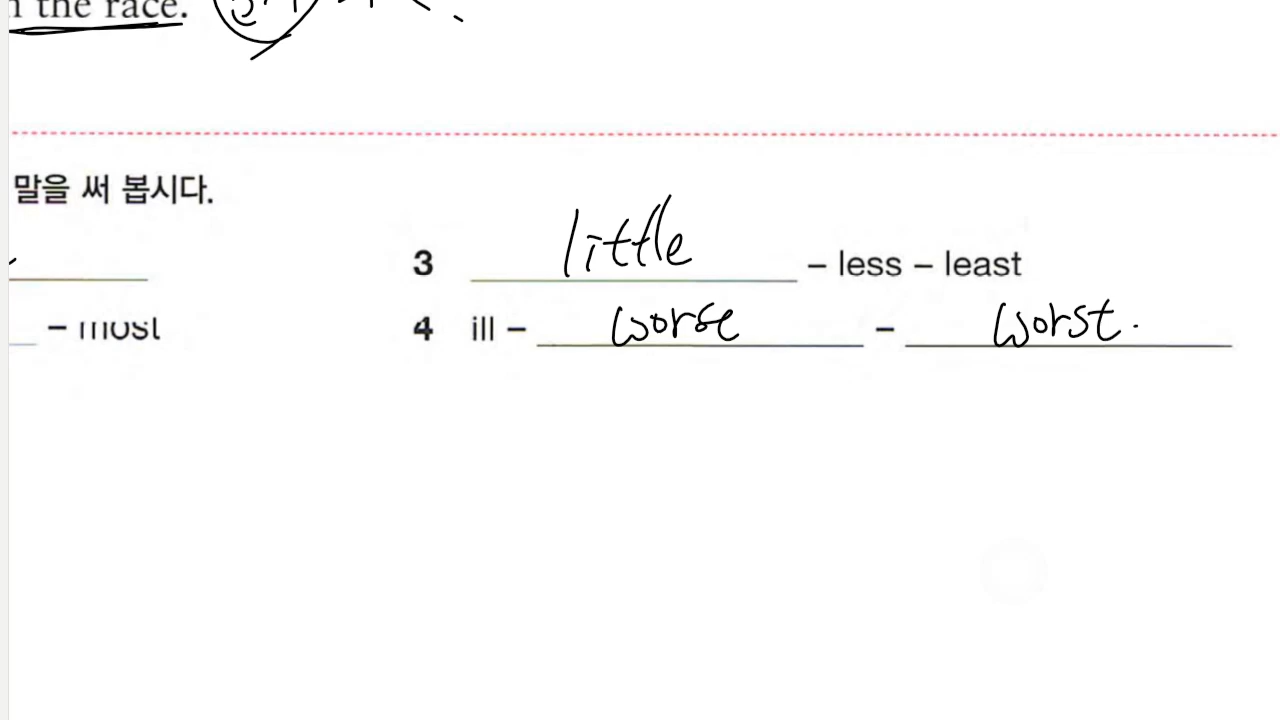 the race.
말을 써 봅시다.
3 little – less – least
– most
4 ill – worse – worst.